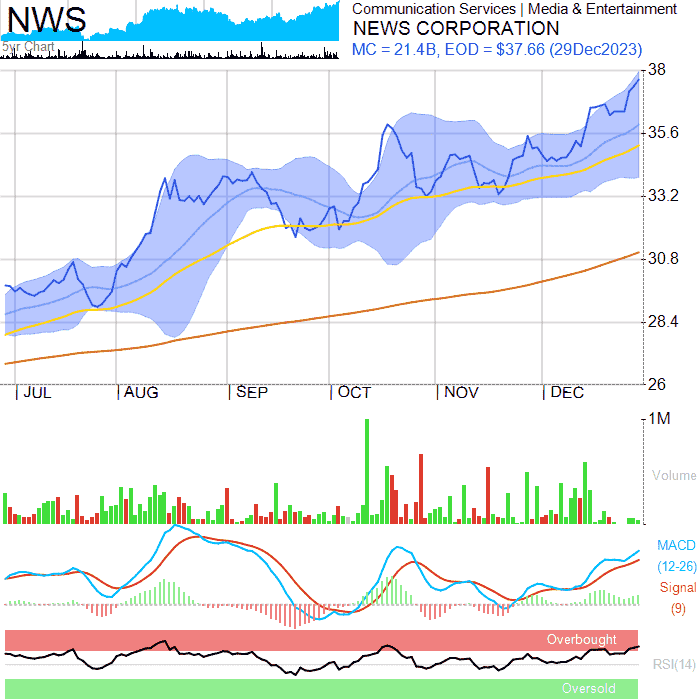 NWS
5yr Chart
Communication Services | Media & Entertainment
NEWS CORPORATION
MC = 21.4B, EOD = $37.66 (29Dec2023)
38
35.6
33.2
30.8
28.4
26
JUL AUG SEP OCT NOV DEC
1M
Volume
MACD
(12-26)
Signal
(9)
Overbought
RSI(14)
Oversold